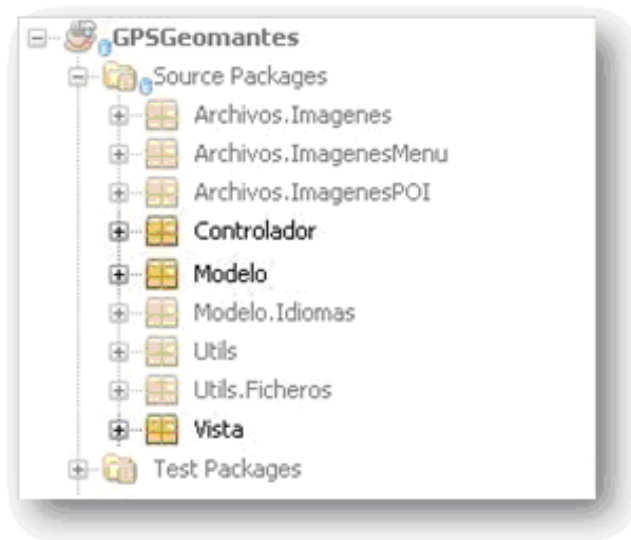 GPSGeomantes
Source Packages
Archivos.Imagenes
Archivos.ImagenesMenu
Archivos.ImagenesPOI
Controlador
Modelo
Modelo.Idiomas
Utils
Utils.Ficheros
Vista
Test Packages